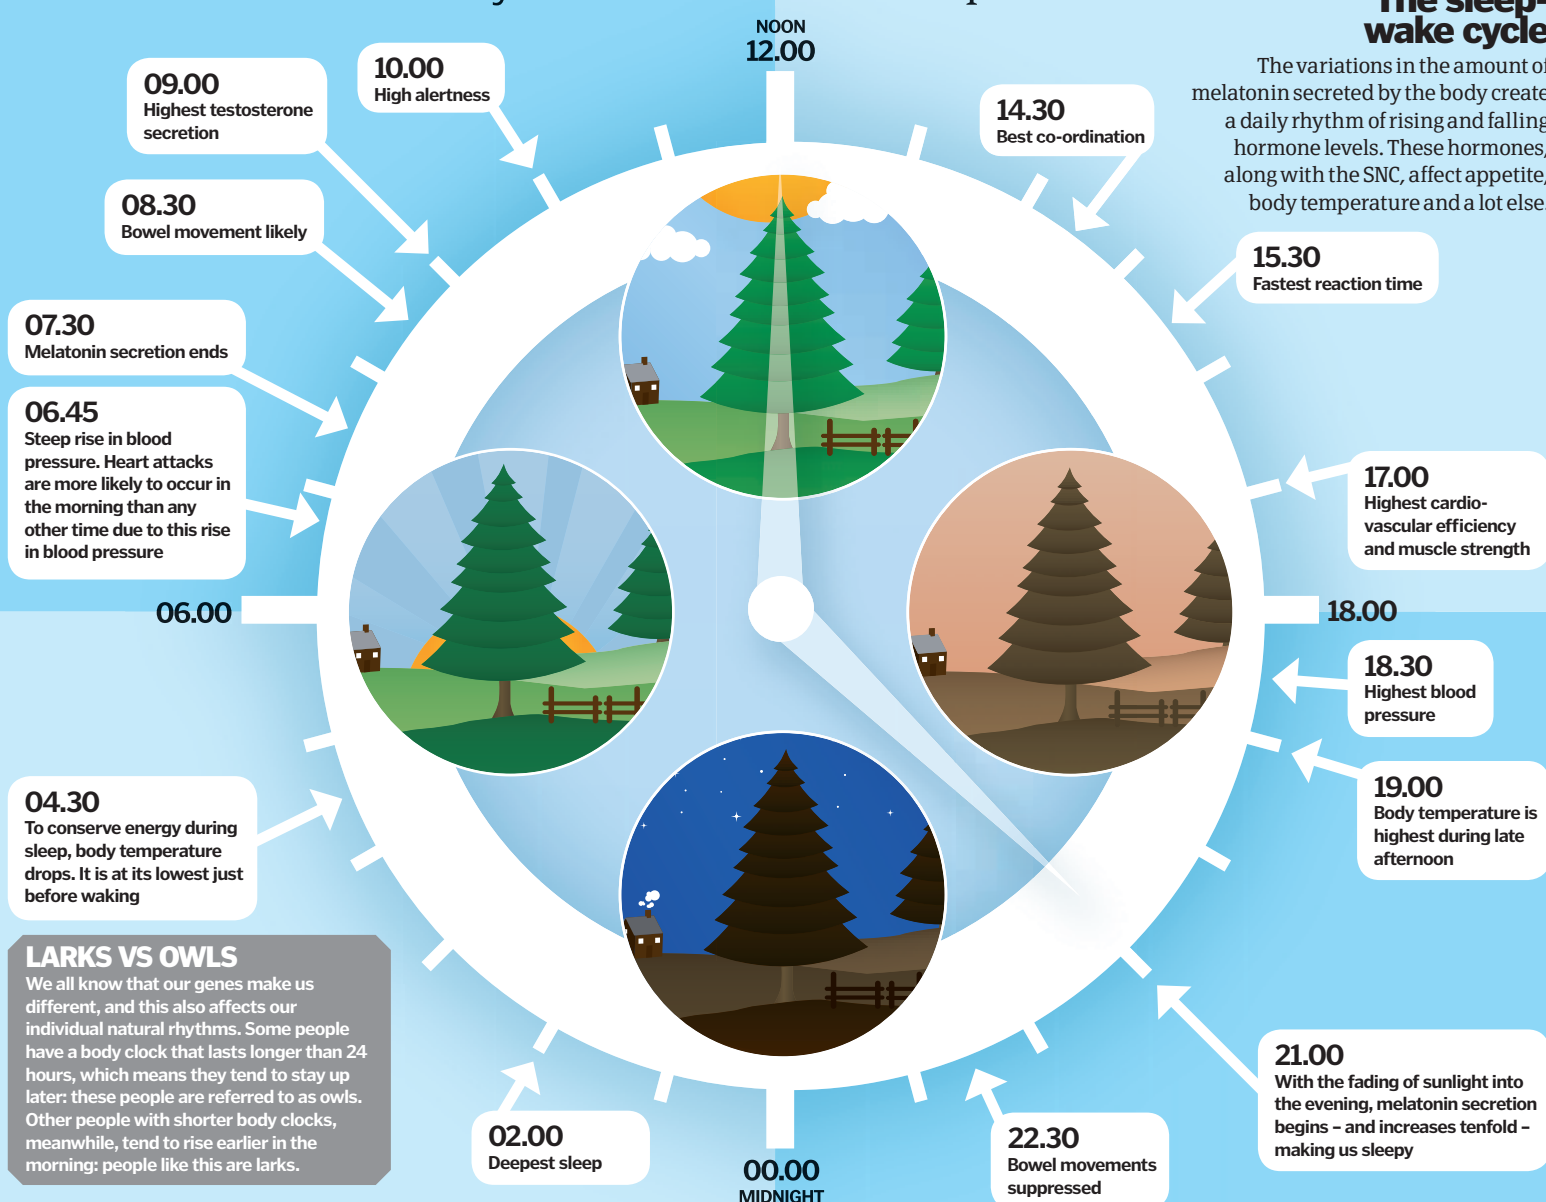 The sleep-
wake cycle
The variations in the amount of
melatonin secreted by the body create
a daily rhythm of rising and falling
hormone levels. These hormones,
along with the SNC, affect appetite,
body temperature and a lot else.
NOON
12.00
14.30
Best co-ordination
15.30
Fastest reaction time
17.00
Highest cardio-
vascular efficiency
and muscle strength
18.00
18.30
Highest blood
pressure
19.00
Body temperature is
highest during late
afternoon
21.00
With the fading of sunlight into
the evening, melatonin secretion
begins – and increases tenfold –
making us sleepy
22.30
Bowel movements
suppressed
00.00
MIDNIGHT
02.00
Deepest sleep
04.30
To conserve energy during
sleep, body temperature
drops. It is at its lowest just
before waking
06.00
06.45
Steep rise in blood
pressure. Heart attacks
are more likely to occur in
the morning than any
other time due to this rise
in blood pressure
07.30
Melatonin secretion ends
08.30
Bowel movement likely
09.00
Highest testosterone
secretion
10.00
High alertness
LARKS VS OWLS
We all know that our genes make us
different, and this also affects our
individual natural rhythms. Some people
have a body clock that lasts longer than 24
hours, which means they tend to stay up
later: these people are referred to as owls.
Other people with shorter body clocks,
meanwhile, tend to rise earlier in the
morning: people like this are larks.